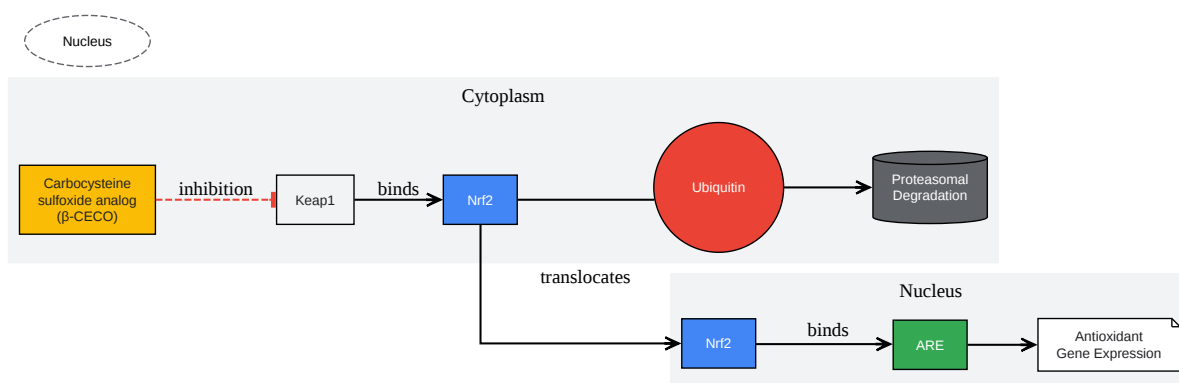 Nucleus
Cytoplasm
Carbocysteine
sulfoxide analog
(β-CECO)
inhibition
Keap1
binds
Nrf2
Ubiquitin
Proteasomal
Degradation
translocates
Nucleus
Nrf2
binds
ARE
Antioxidant
Gene Expression